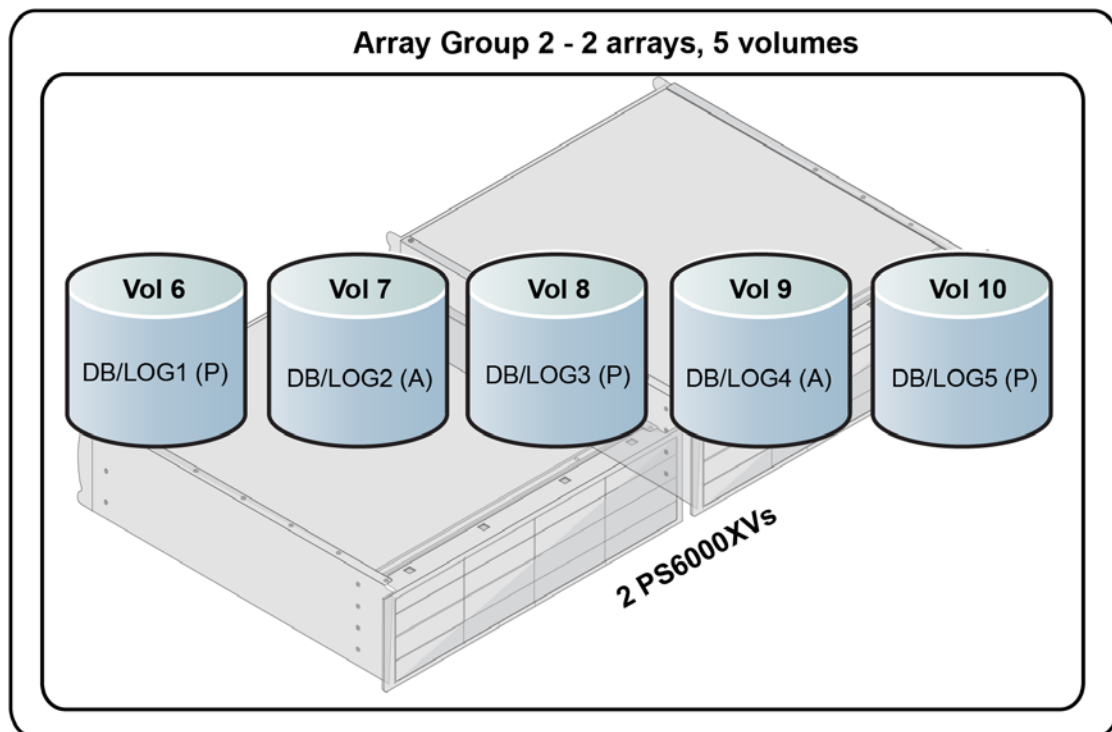 Array Group 2 - 2 arrays, 5 volumes
Vol 6
Vol 7
Vol 8
Vol 9
Vol 10
DB/LOG1 (P)
DB/LOG2 (A)
DB/LOG3 (P)
DB/LOG4 (A)
DB/LOG5 (P)
2 PS6000XVs